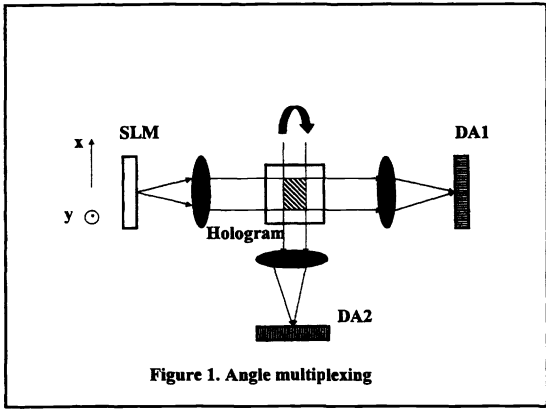 SLM
DA1
x
y
Hologram
DA2
Figure 1. Angle multiplexing